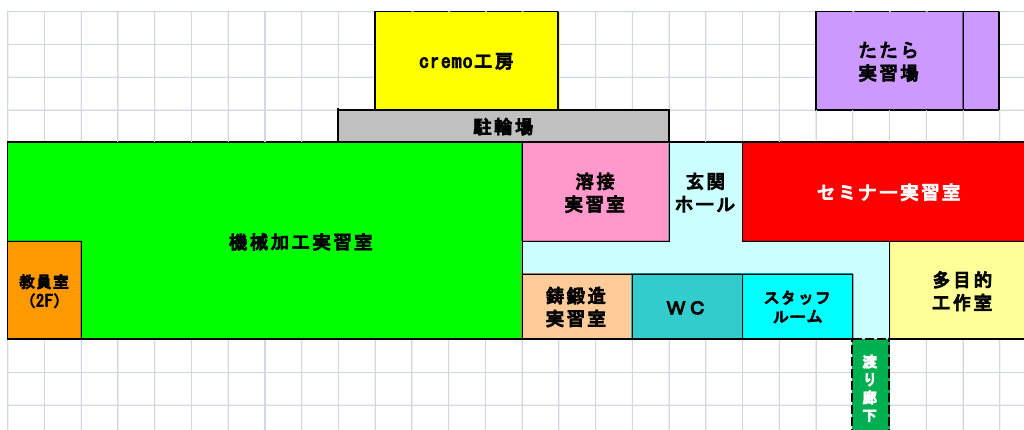 cremo工房
たたら
実習場
駐輪場
溶接
実習室
玄関
ホール
セミナー実習室
機械加工実習室
教員室
(2F)
鋳鍛造
実習室
ＷＣ
スタッフ
ルーム
多目的
工作室
渡り廊下